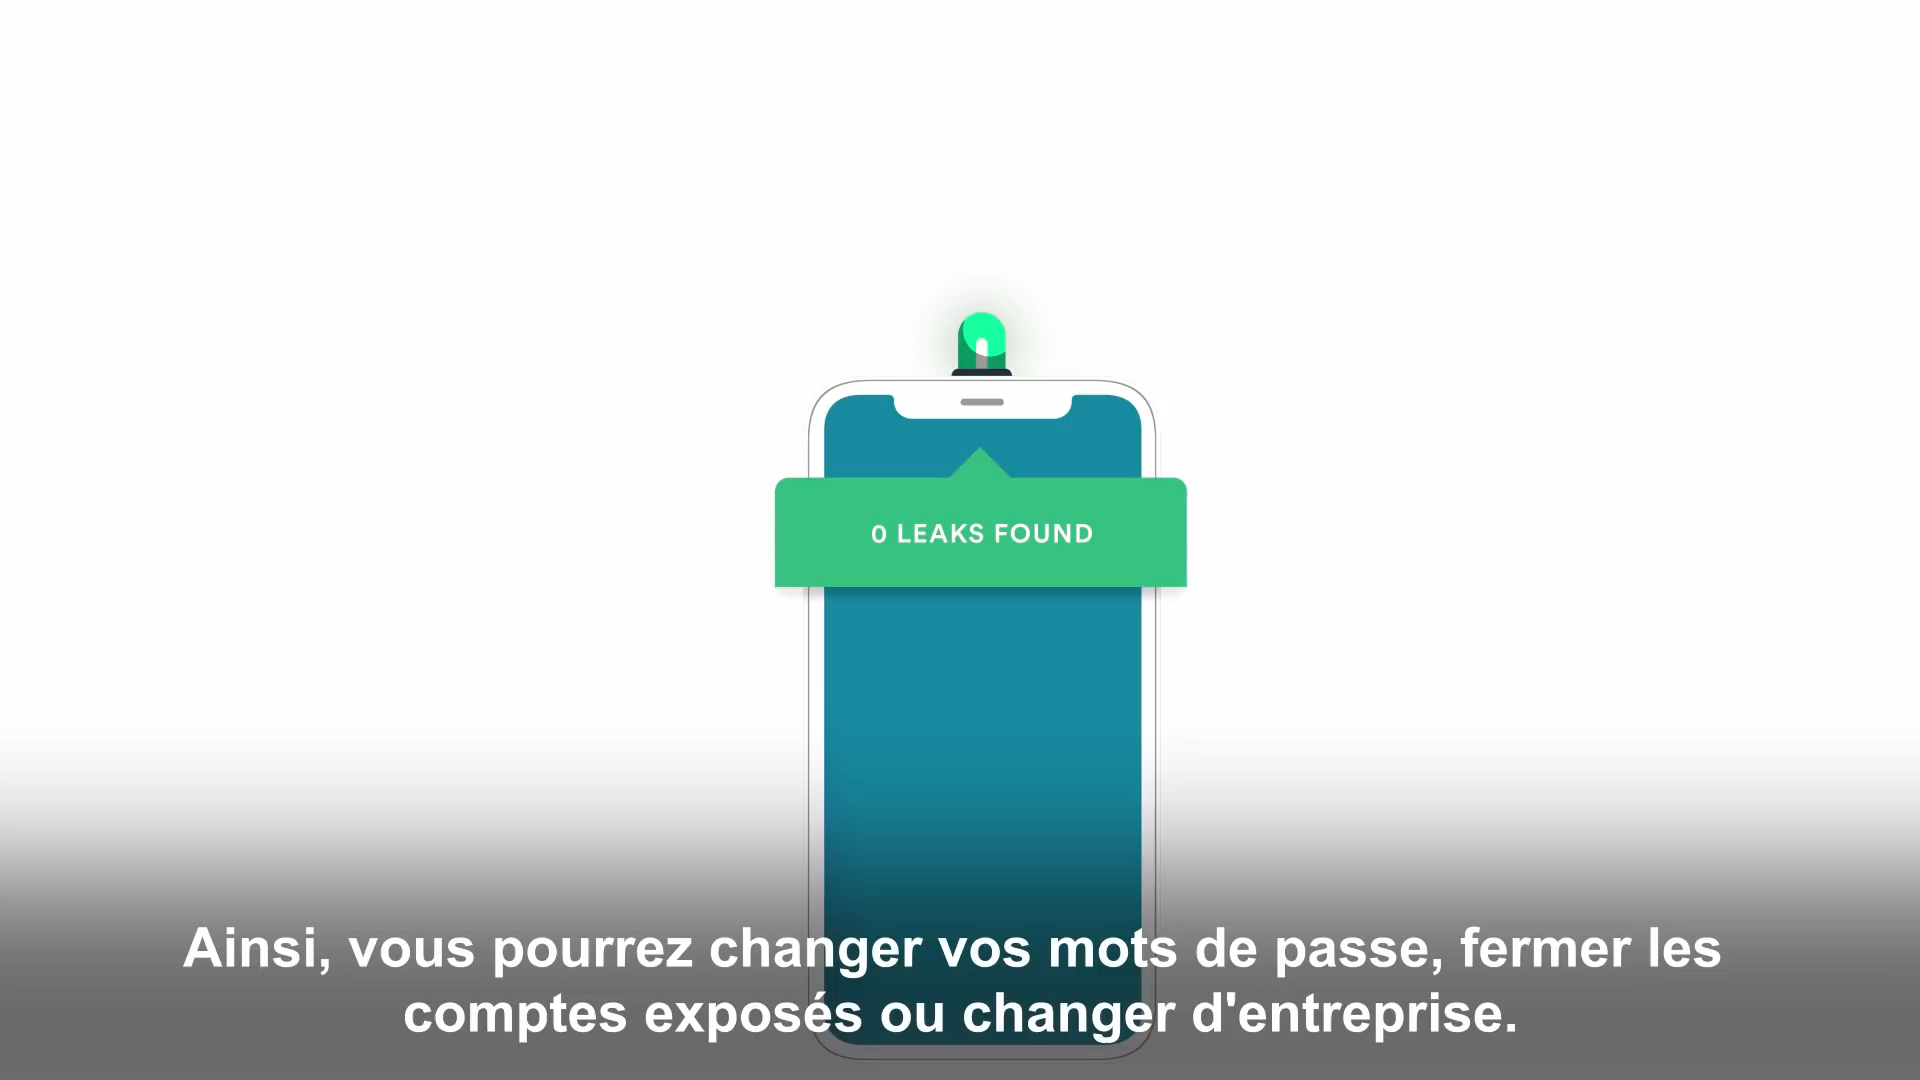 0 LEAKS FOUND
Ainsi, vous pourrez changer vos mots de passe, fermer les
comptes exposés ou changer d'entreprise.